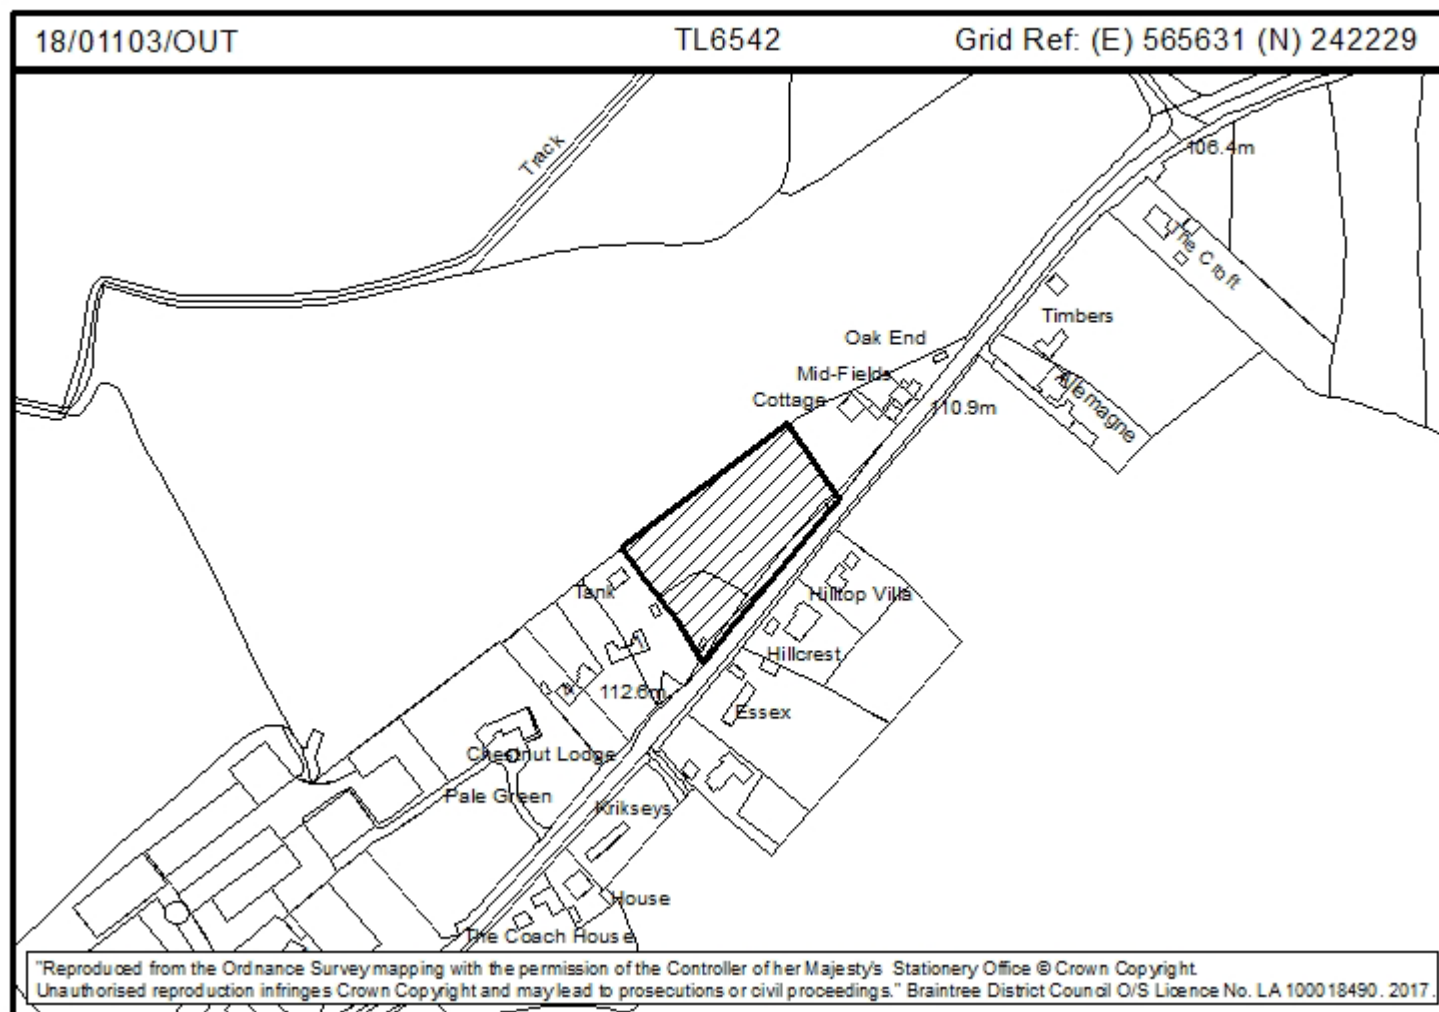 18/01103/OUT TL6542 Grid Ref: (E) 565631 (N) 242229
Track
106.4m
The Croft
Timbers
Oak End
Mid-Fields
Allemagne
Cottage
110.9m
Tank
Hilltop Villa
Hillcrest
112.6m
Essex
Chestnut Lodge
Pale Green
Krikseys
House
The Coach House
"Reproduced from the Ordnance Survey mapping with the permission of the Controller of her Majesty's Stationery Office © Crown Copyright.
Unauthorised reproduction infringes Crown Copyright and may lead to prosecutions or civil proceedings." Braintree District Council O/S Licence No. LA 100018490. 2017.